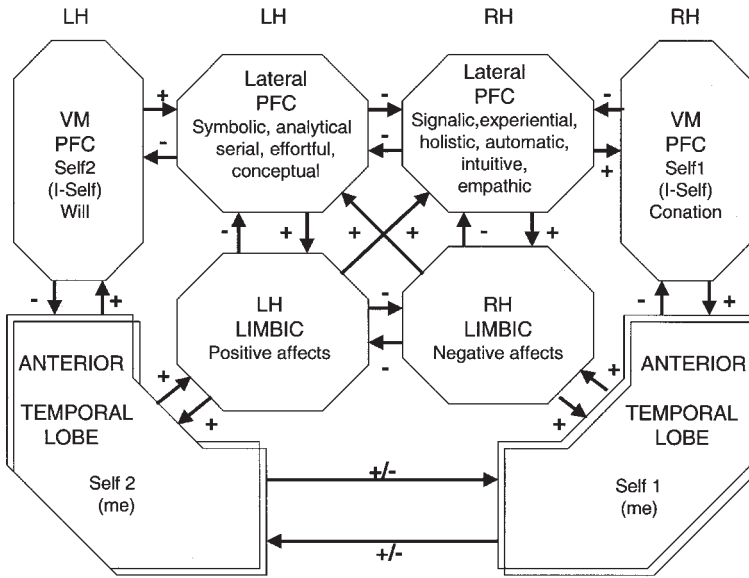 LH
LH
RH
RH
VM
PFC
Self2
(I-Self)
Will
+
-
Lateral
PFC
Symbolic, analytical
serial, effortful,
conceptual
-
-
Lateral
PFC
Signalic,experiential,
holistic, automatic,
intuitive,
empathic
-
+
VM
PFC
Self1
(I-Self)
Conation
-
+
+
+
-
+
-
+
LH
LIMBIC
Positive affects
-
-
RH
LIMBIC
Negative affects
-
+
ANTERIOR
TEMPORAL
LOBE
Self 2
(me)
+
+
+
+
ANTERIOR
TEMPORAL
LOBE
Self 1
(me)
+/-
+/-